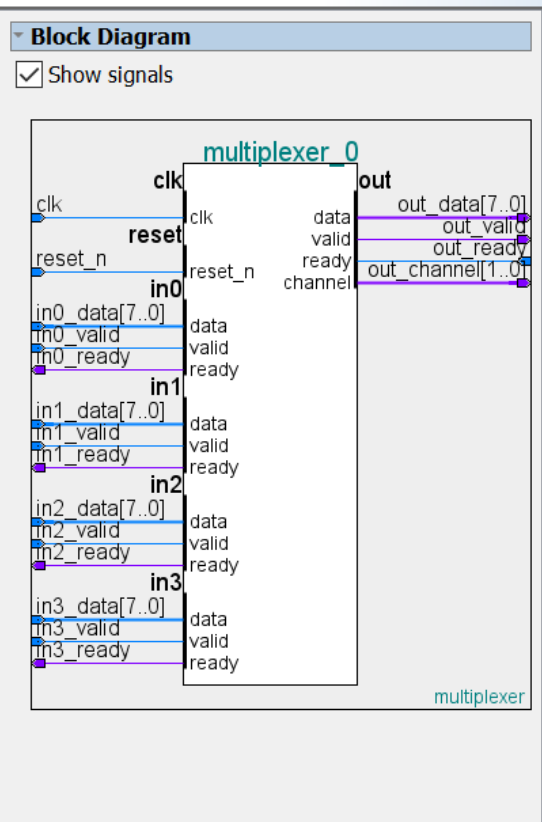 Block Diagram
Show signals
multiplexer_0
clk
out
clk
clk
data
out_data[7..0]
reset
valid
out_valid
reset_n
reset_n
ready
out_ready
in0
channel
out_channel[1..0]
in0_data[7..0]
data
in0_valid
valid
in0_ready
ready
in1
in1_data[7..0]
data
in1_valid
valid
in1_ready
ready
in2
in2_data[7..0]
data
in2_valid
valid
in2_ready
ready
in3
in3_data[7..0]
data
in3_valid
valid
in3_ready
ready
multiplexer